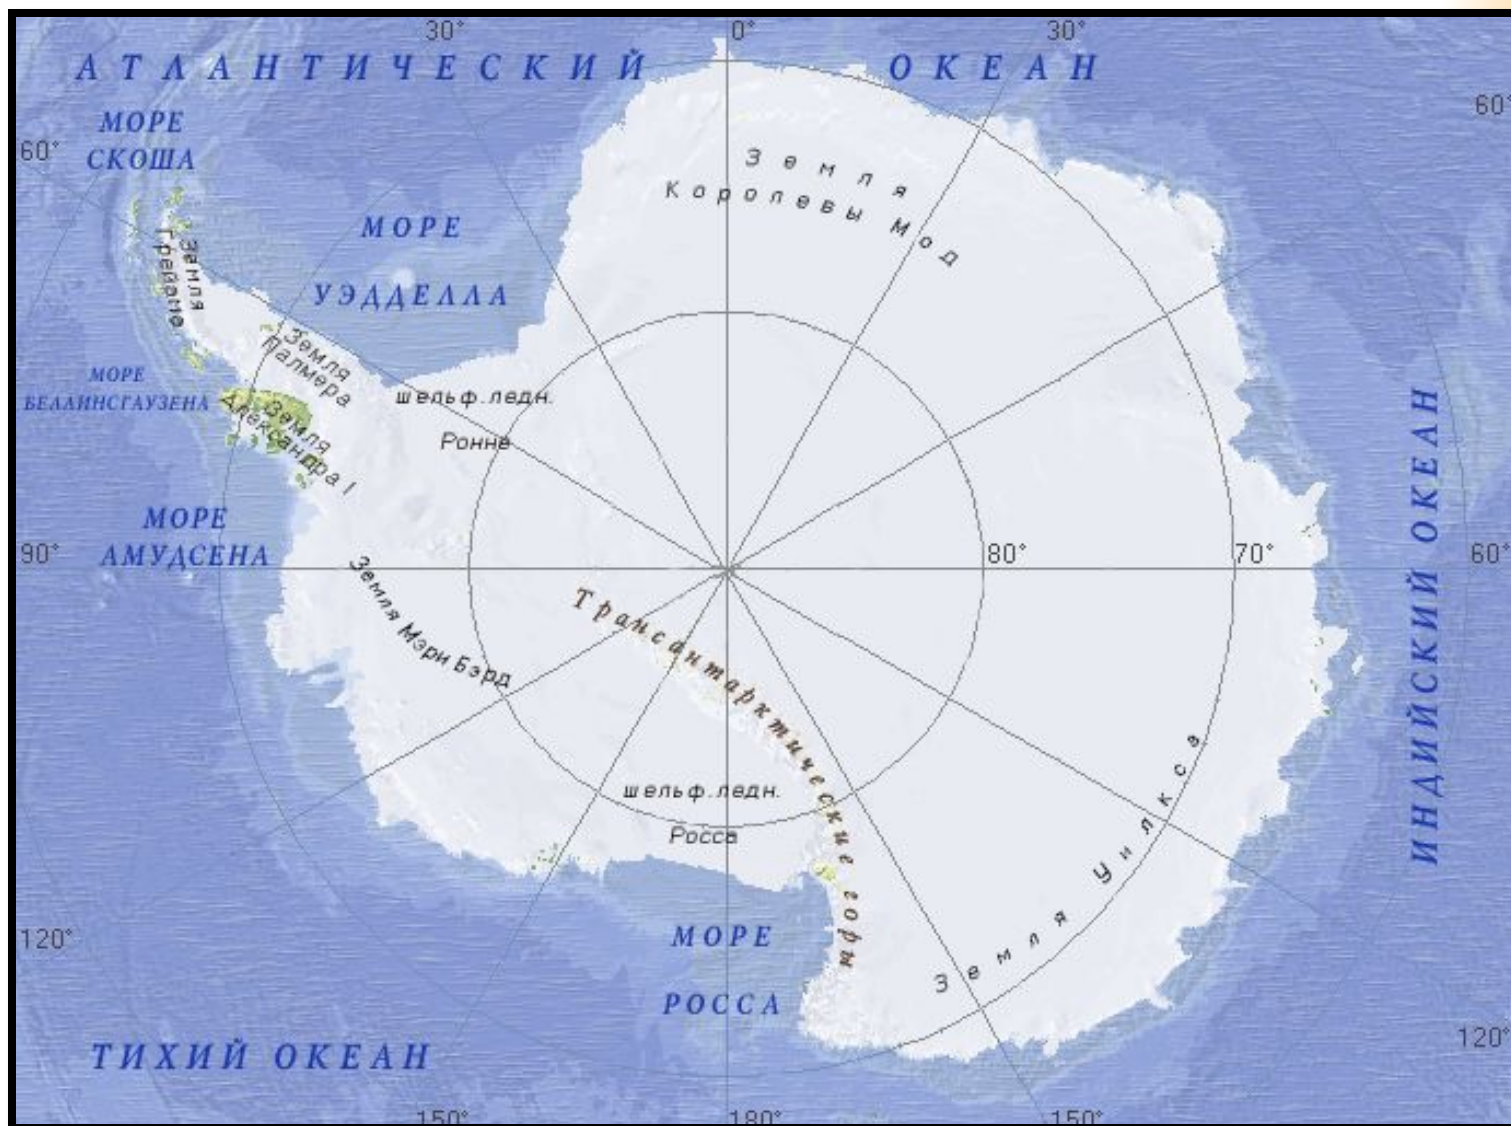 30° 0° 30°
АТЛАНТИЧЕСКИЙ ОКЕАН
60°
МОРЕ
СКОША
60°
Земля
Королевы Мод
МОРЕ
УЭДДЕЛЛА
Земля
Грейама
Земля
Палмера
МОРЕ
БЕЛЛИНСГАУЗЕНА
шельф.ледн.
Ронне
Земля
Александра I
МОРЕ
АМУДСЕНА
90°
80°
70°
60°
ИНДИЙСКИЙ ОКЕАН
Земля Мэри Бэрд
Трансантарктические горы
шельф.ледн.
Росса
Земля Уилкса
МОРЕ
РОССА
120°
120°
ТИХИЙ ОКЕАН
150° 180° 150°